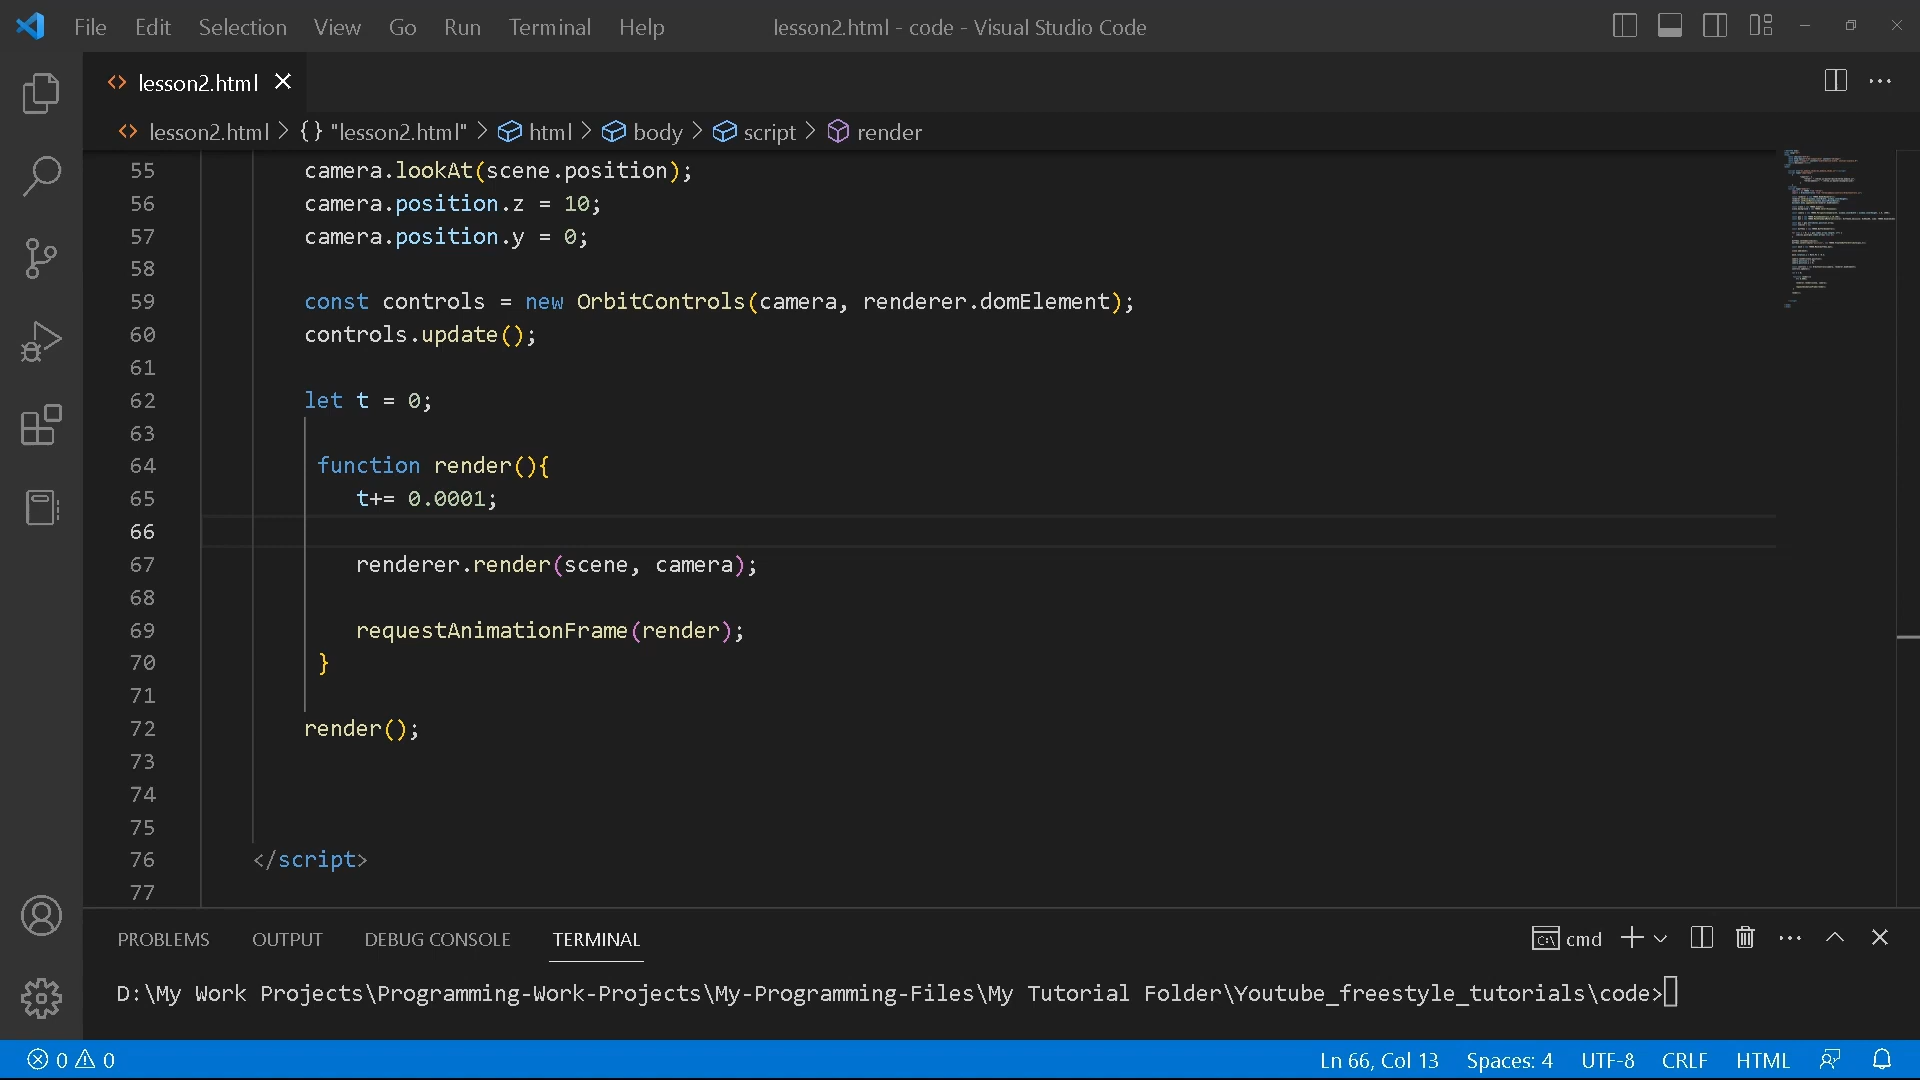 File Edit Selection View Go Run Terminal Help lesson2.html - code - Visual Studio Code
lesson2.html
lesson2.html > {} "lesson2.html" > html > body > script > render
55 camera.lookAt(scene.position);
56 camera.position.z = 10;
57 camera.position.y = 0;
58
59 const controls = new OrbitControls(camera, renderer.domElement);
60 controls.update();
61
62 let t = 0;
63
64 function render(){
65 t+= 0.0001;
66
67 renderer.render(scene, camera);
68
69 requestAnimationFrame(render);
70 }
71
72 render();
73
74
75
76 </script>
77
PROBLEMS OUTPUT DEBUG CONSOLE TERMINAL cmd
D:\My Work Projects\Programming-Work-Projects\My-Programming-Files\My Tutorial Folder\Youtube_freestyle_tutorials\code>
0 0 Ln 66, Col 13 Spaces: 4 UTF-8 CRLF HTML